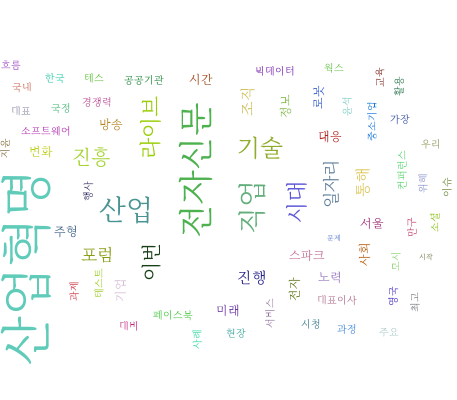 흐름
국내
한국
테스
공공기관
시간
빅데이터
웍스
교육
활용
대표
국정
경쟁력
방송
라이브
조직
정보
로봇
윤석
중소기업
가장
소프트웨어
지윤
변화
진흥
전자신문
기술
대응
우리
행사
산업
직업
시대
일자리
통해
컨퍼런스
위해
이슈
산업혁명
주형
포럼
이번
서울
만구
소셜
문제
사회
스파크
도시
시작
과제
테스트
기업
진행
전자
노력
대표이사
영국
최고
페이스북
미래
서비스
대비
사례
현장
시청
과정
주요